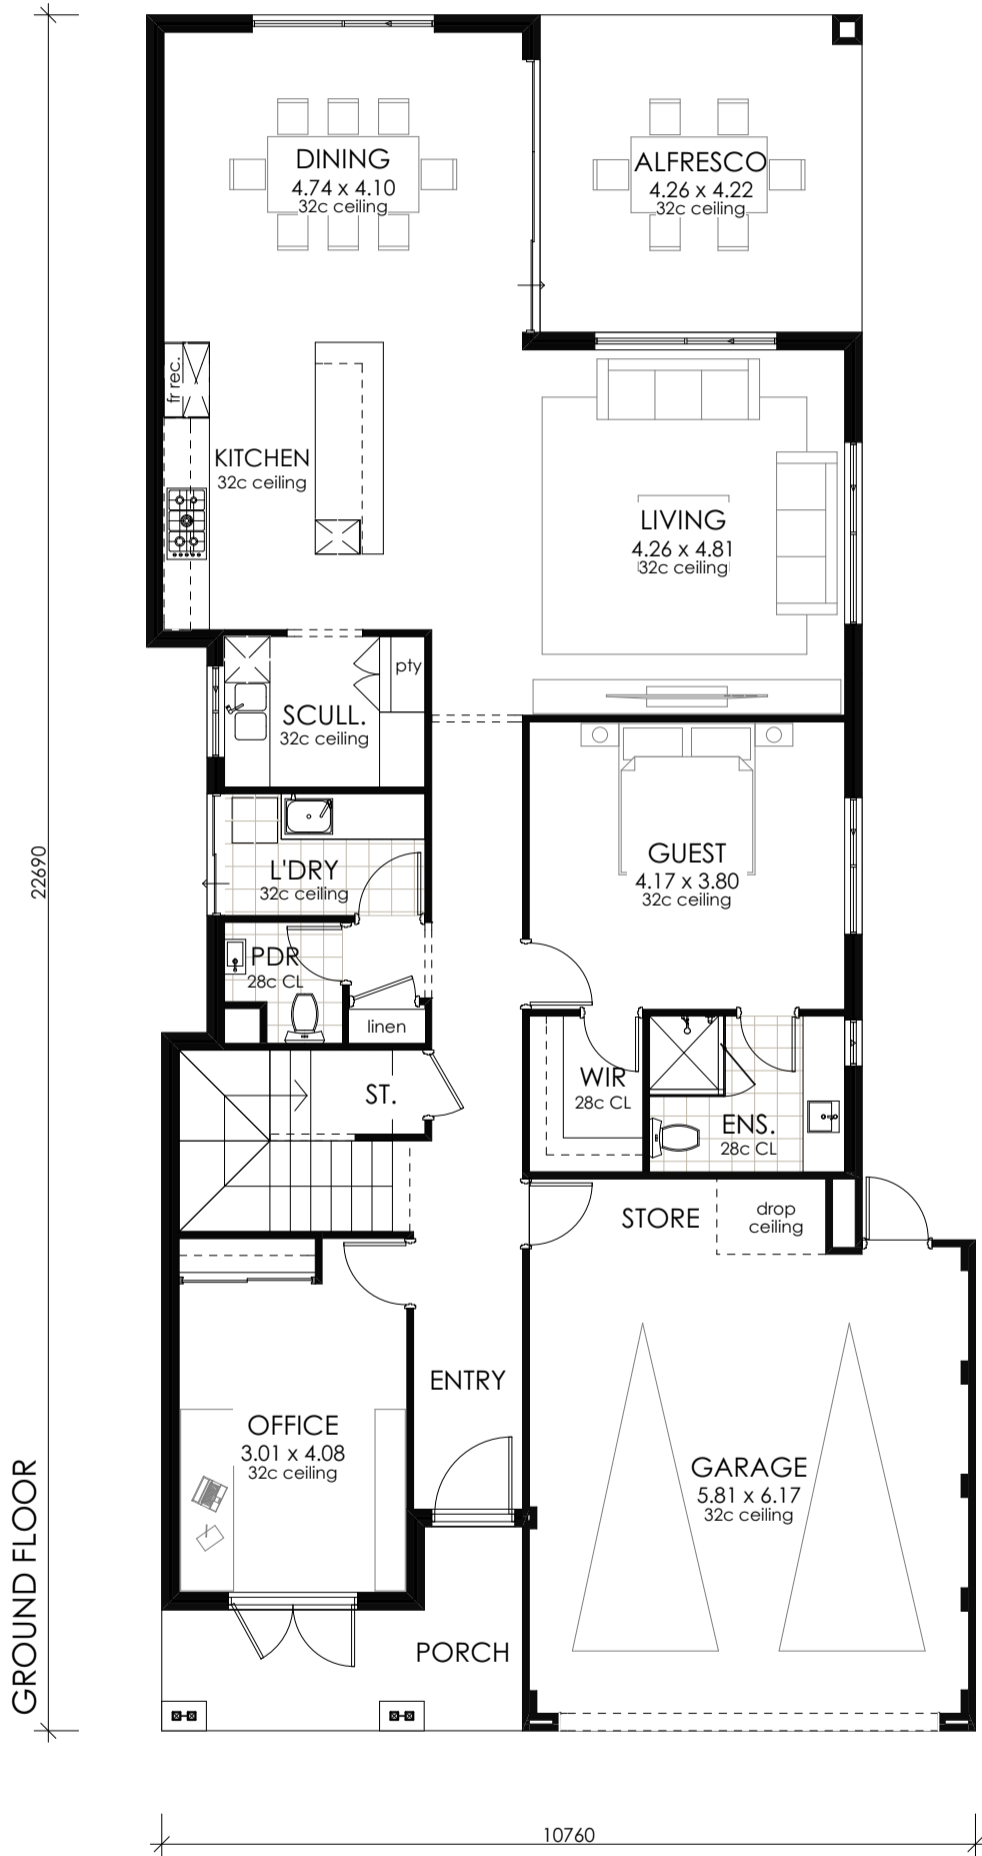 DINING
4.74 x 4.10
32c ceiling
ALFRESCO
4.26 x 4.22
32c ceiling
fr rec.
KITCHEN
32c ceiling
LIVING
4.26 x 4.81
32c ceiling
pty
SCULL.
32c ceiling
GUEST
4.17 x 3.80
32c ceiling
L'DRY
32c ceiling
22690
PDR
28c CL
linen
WIR
28c CL
ST.
ENS.
28c CL
STORE
drop
ceiling
ENTRY
OFFICE
3.01 x 4.08
32c ceiling
GARAGE
5.81 x 6.17
32c ceiling
GROUND FLOOR
PORCH
10760